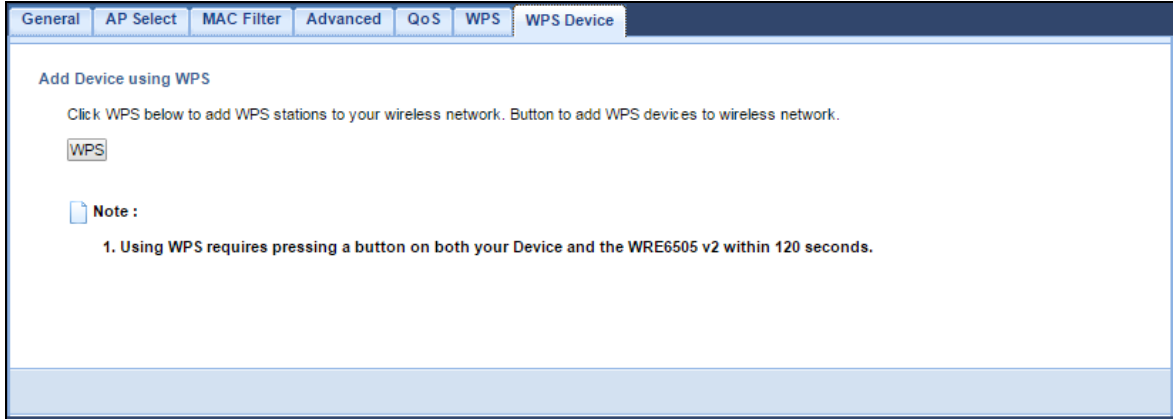 General AP Select MAC Filter Advanced QoS WPS WPS Device
Add Device using WPS
Click WPS below to add WPS stations to your wireless network. Button to add WPS devices to wireless network.
WPS
Note :
1. Using WPS requires pressing a button on both your Device and the WRE6505 v2 within 120 seconds.